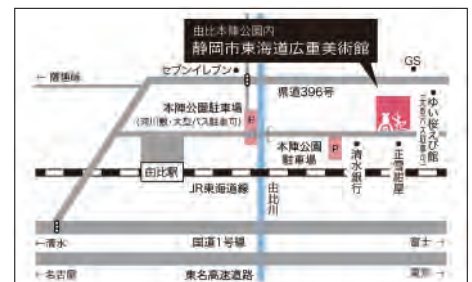 由比本陣公園内
静岡市東海道広重美術館
GS
セブンイレブン
県道396号
本陣公園駐車場
(河川敷・大型バス駐車可)
P
本陣公園
駐車場
P
ゆい桜えび館
清水銀行
正雪紺屋
由比駅
JR東海道線
由比川
←清水
国道1号線
富士→
←名古屋
東名高速道路
東京→